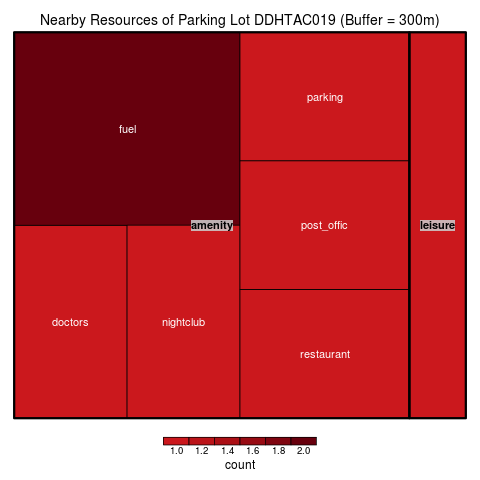 Nearby Resources of Parking Lot DDHTAC019 (Buffer = 300m)
fuel
parking
amenity
post_offic
leisure
doctors
nightclub
restaurant
1.0 1.2 1.4 1.6 1.8 2.0
count